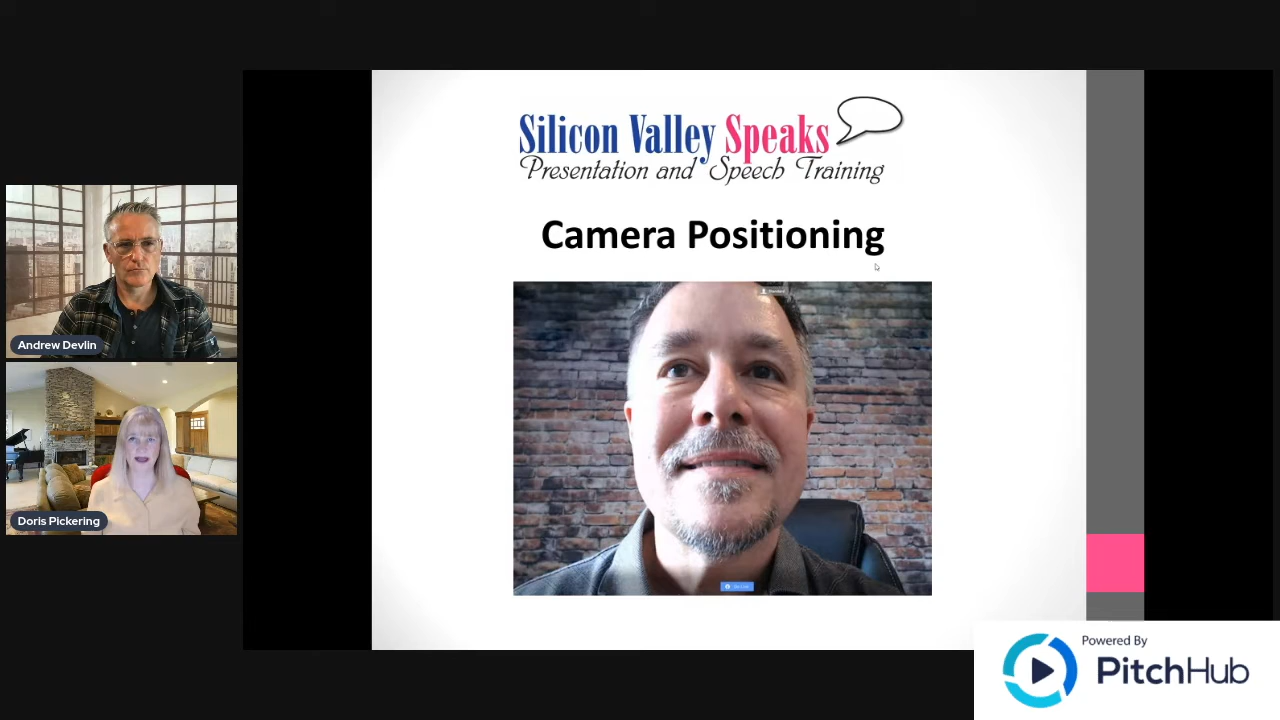 Silicon Valley Speaks
Presentation and Speech Training
Camera Positioning
Andrew Devlin
Doris Pickering
Powered By
PitchHub